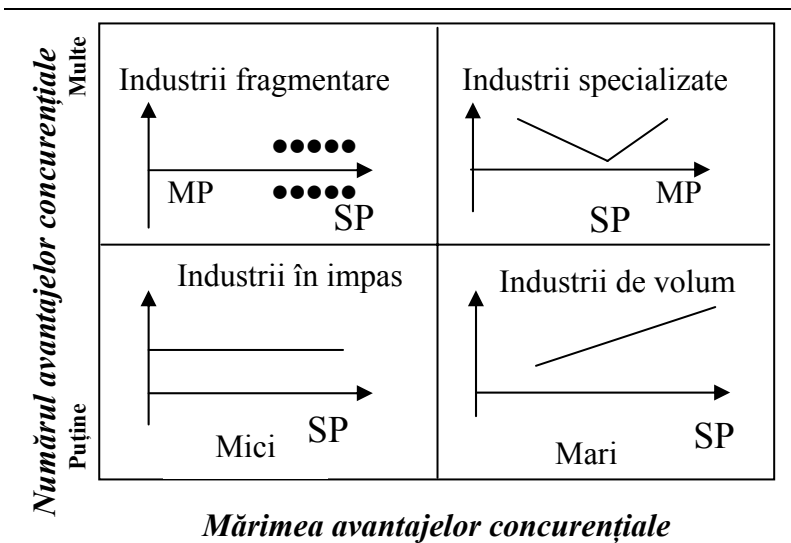 Numărul avantajelor concurențiale
Multe
Puține
Industrii fragmentare
MP
SP
Industrii specializate
MP
SP
Industrii în impas
SP
Mici
Industrii de volum
SP
Mari
Mărimea avantajelor concurențiale